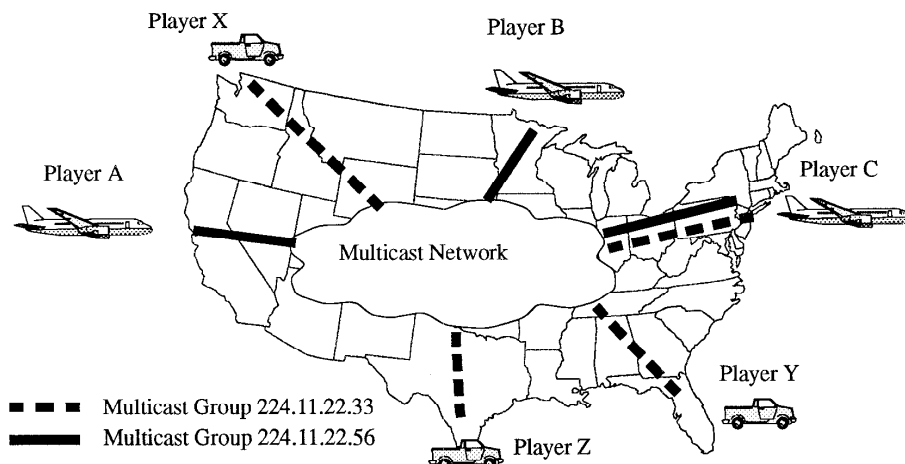 Player X
Player B
Player A
Player C
Multicast Network
Player Y
Multicast Group 224.11.22.33
Multicast Group 224.11.22.56
Player Z